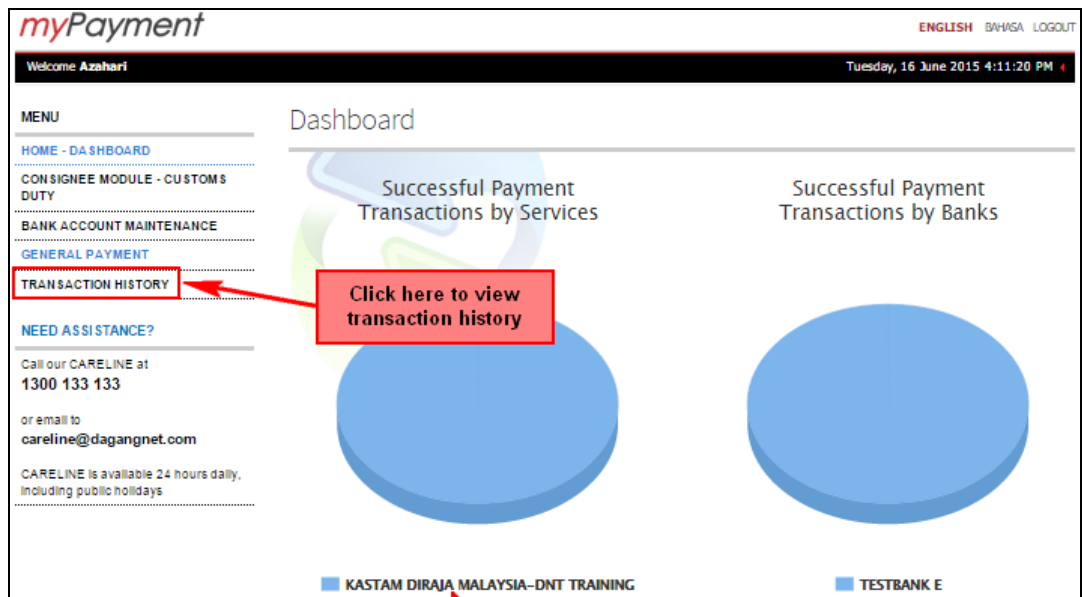 myPayment
ENGLISH BAHASA LOGOUT
Welcome Azahari
Tuesday, 16 June 2015 4:11:20 PM
MENU
HOME - DASHBOARD
CONSIGNEE MODULE - CUSTOMS
DUTY
BANK ACCOUNT MAINTENANCE
GENERAL PAYMENT
TRANSACTION HISTORY
NEED ASSISTANCE?
Call our CARELINE at
1300 133 133
or email to
careline@dagangnet.com
CARELINE is available 24 hours daily,
including public holidays
Dashboard
Successful Payment
Transactions by Services
Click here to view
transaction history
KASTAM DIRAJA MALAYSIA-DNT TRAINING
Successful Payment
Transactions by Banks
TESTBANK E